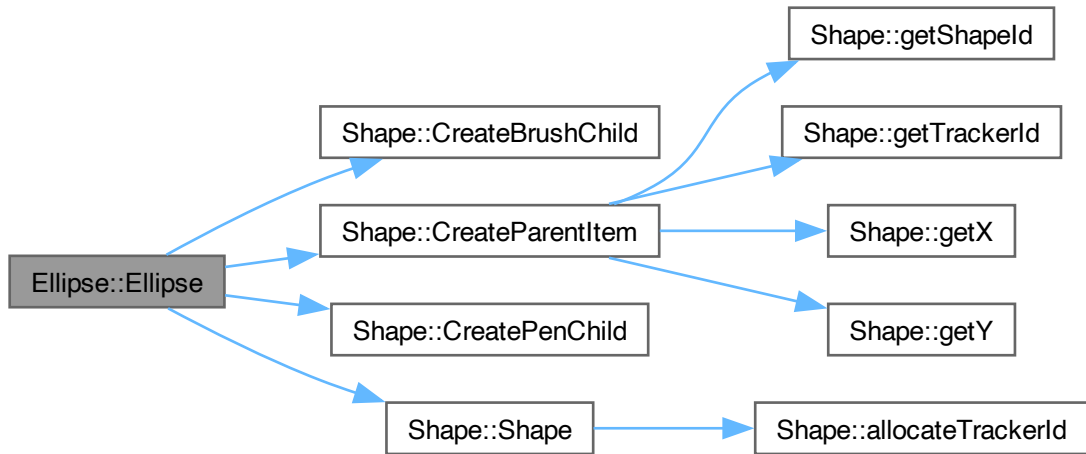 Shape::getShapeId
Shape::CreateBrushChild
Shape::getTrackerId
Shape::CreateParentItem
Shape::getX
Ellipse::Ellipse
Shape::CreatePenChild
Shape::getY
Shape::Shape
Shape::allocateTrackerId